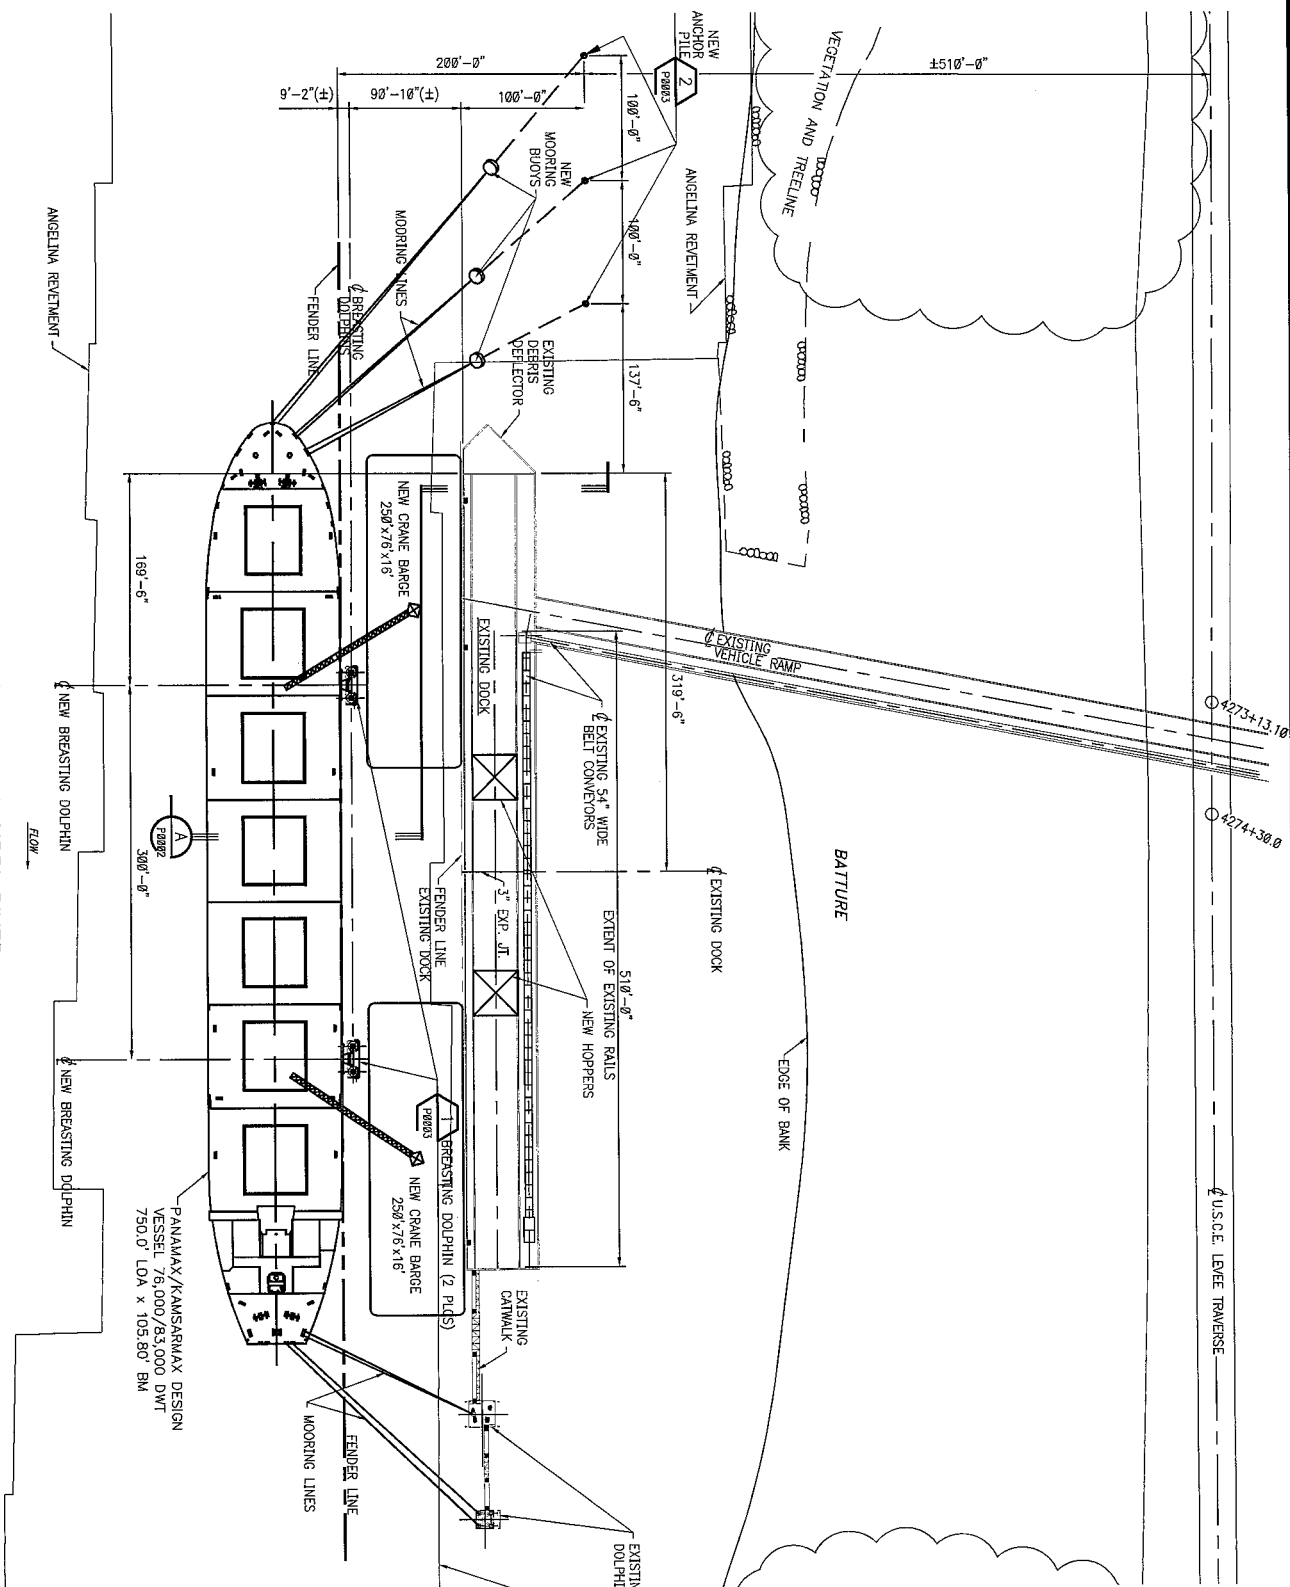 NEW
ANCHOR
PILE
2
P0003
200'-0"
±510'-0"
9'-2"(±)
90'-10"(±)
100'-0"
100'-0"
100'-0"
137'-6"
VEGETATION AND TREELINE
NEW
MOORING
BUOYS
ANGELINA REVETMENT
MOORING LINES
ANGELINA REVETMENT
℄ BREASTING
DOLPHINS
FENDER LINE
EXISTING
DEBRIS
DEFLECTOR
NEW CRANE BARGE
250'x76'x16'
169'-6"
EXISTING DOCK
℄ EXISTING
VEHICLE RAMP
319'-6"
4273+13.10
4274+30.0
℄ EXISTING 54" WIDE
BELT CONVEYORS
℄ NEW BREASTING DOLPHIN
A
P0002
300'-0"
FLOW
BATTURE
℄ EXISTING DOCK
FENDER LINE
EXISTING DOCK
3" EXP. JT.
510'-0"
EXTENT OF EXISTING RAILS
NEW HOPPERS
EDGE OF BANK
℄ NEW BREASTING DOLPHIN
1
P0003
BREASTING DOLPHIN (2 PLCS)
NEW CRANE BARGE
250'x76'x16'
℄ U.S.C.E. LEVEE TRAVERSE
PANAMAX/KAMSARMAX DESIGN
VESSEL 76,000/83,000 DWT
750.0' LOA x 105.80' BM
EXISTING
CATWALK
MOORING LINES
FENDER LINE